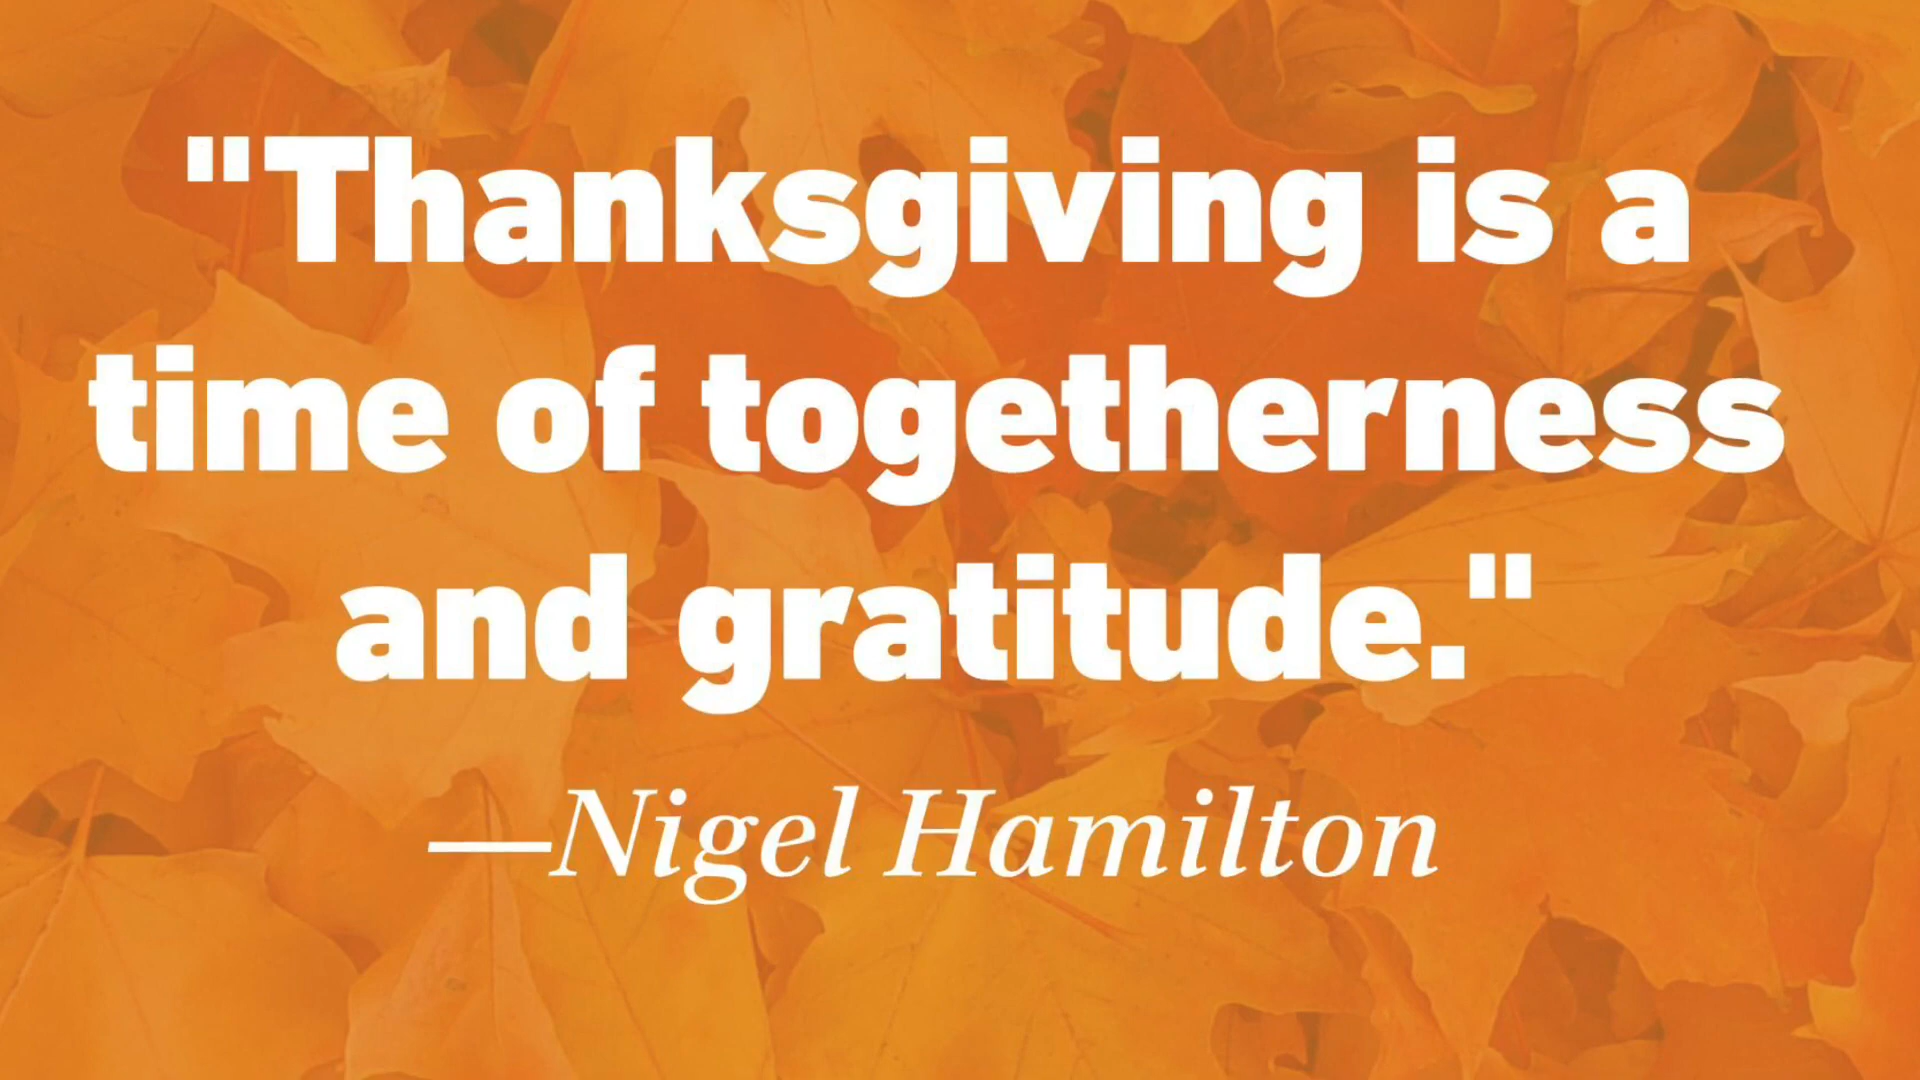 "Thanksgiving is a
time of togetherness
and gratitude."
—Nigel Hamilton